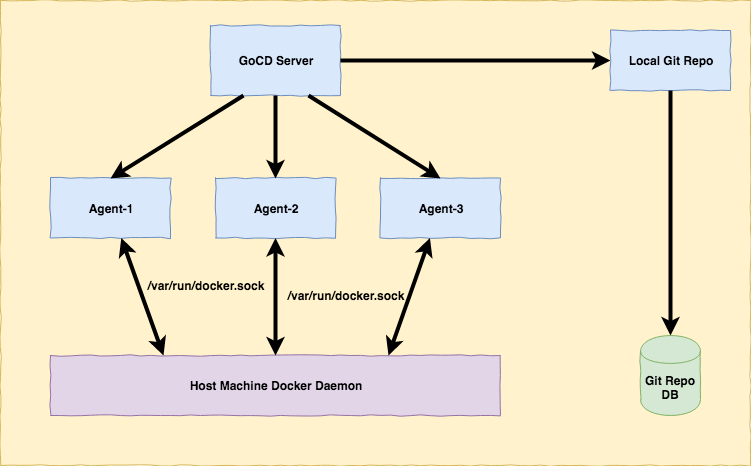 GoCD Server
Local Git Repo
Agent-1
Agent-2
Agent-3
/var/run/docker.sock
/var/run/docker.sock
Host Machine Docker Daemon
Git Repo
DB